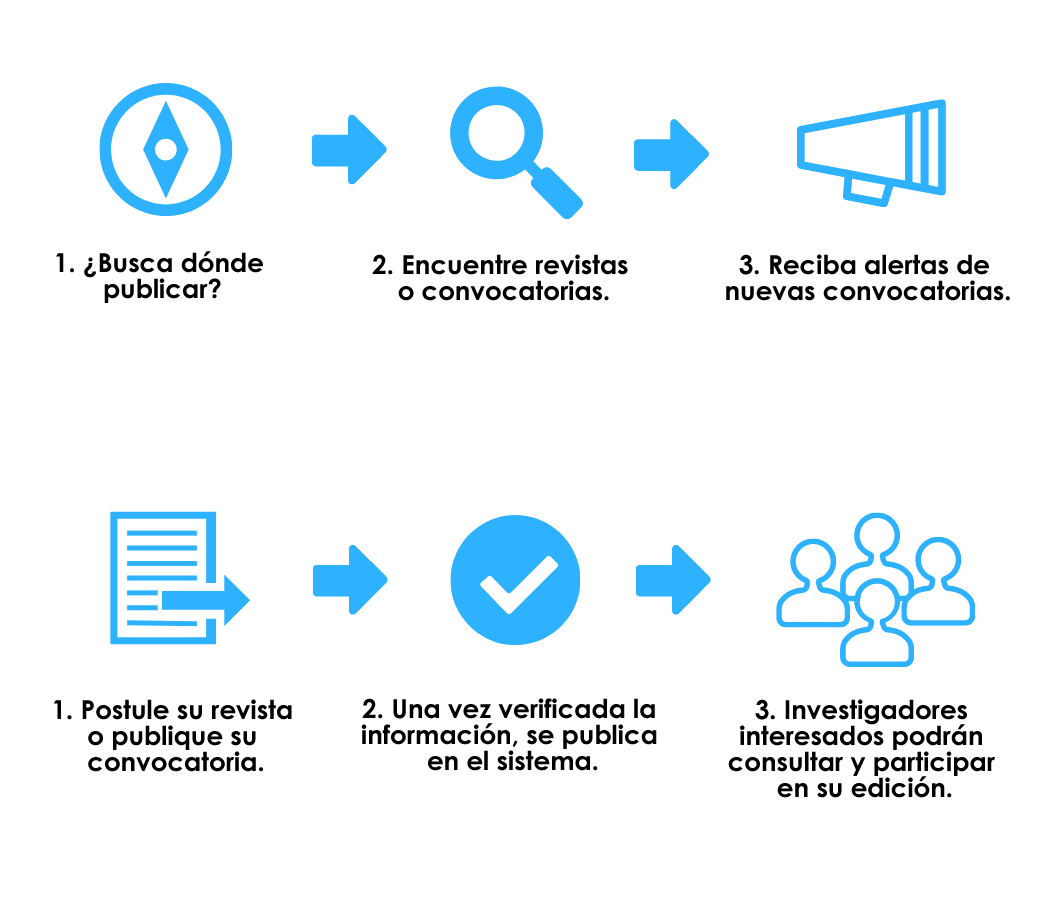 1. ¿Busca dónde
publicar?
2. Encuentre revistas
o convocatorias.
3. Reciba alertas de
nuevas convocatorias.
1. Postule su revista
o publique su
convocatoria.
2. Una vez verificada la
información, se publica
en el sistema.
3. Investigadores
interesados podrán
consultar y participar
en su edición.